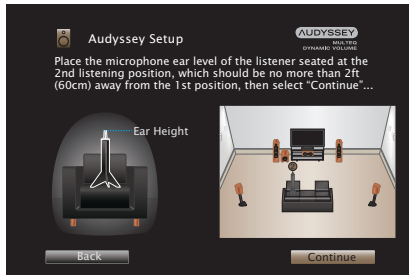 Audyssey Setup
AUDYSSEY
MULTEQ
DYNAMIC VOLUME
Place the microphone ear level of the listener seated at the
2nd listening position, which should be no more than 2ft
(60cm) away from the 1st position, then select “Continue”...
Ear Height
Back
Continue